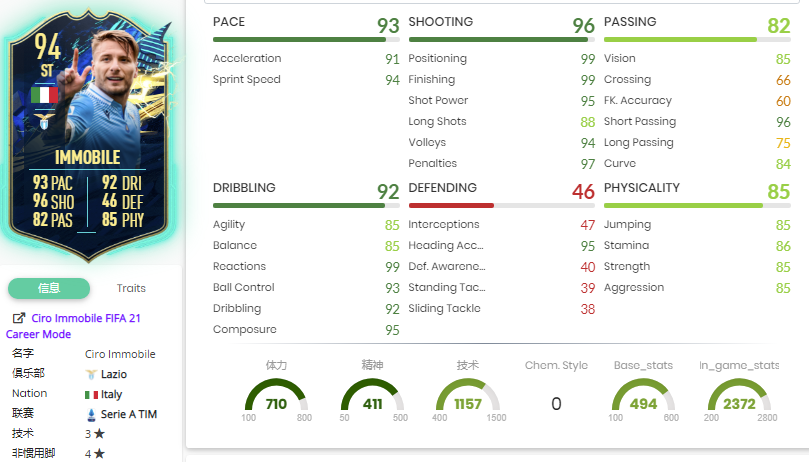 94
ST
IMMOBILE
93 PAC 92 DRI
96 SHO 46 DEF
82 PAS 85 PHY
信息 Traits
Ciro Immobile FIFA 21
Career Mode
名字 Ciro Immobile
俱乐部 Lazio
Nation Italy
联赛 Serie A TIM
技术 3 ★
非惯用脚 4 ★
PACE 93
Acceleration 91
Sprint Speed 94
SHOOTING 96
Positioning 99
Finishing 99
Shot Power 95
Long Shots 88
Volleys 94
Penalties 97
PASSING 82
Vision 85
Crossing 66
FK. Accuracy 60
Short Passing 96
Long Passing 75
Curve 84
DRIBBLING 92
Agility 85
Balance 85
Reactions 99
Ball Control 93
Dribbling 92
Composure 95
DEFENDING 46
Interceptions 47
Heading Acc... 95
Def. Awarene... 40
Standing Tac... 39
Sliding Tackle 38
PHYSICALITY 85
Jumping 85
Stamina 86
Strength 85
Aggression 85
体力 精神 技术 Chem. Style Base_stats In_game_stats
710 411 1157 0 494 2372
100 800 50 500 400 1500 100 600 200 2800